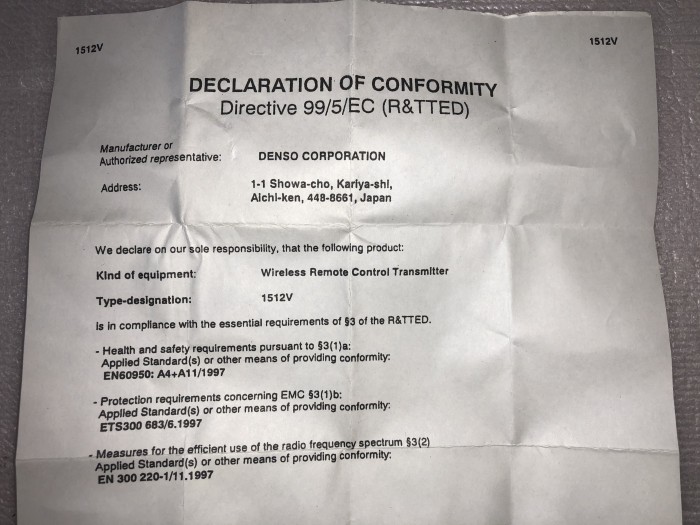 1512V
1512V
DECLARATION OF CONFORMITY
Directive 99/5/EC (R&TTED)
Manufacturer or
Authorized representative:
DENSO CORPORATION
Address:
1-1 Showa-cho, Kariya-shi,
Aichi-ken, 448-8661, Japan
We declare on our sole responsibility, that the following product:
Kind of equipment:
Wireless Remote Control Transmitter
Type-designation:
1512V
is in compliance with the essential requirements of §3 of the R&TTED.
- Health and safety requirements pursuant to §3(1)a:
Applied Standard(s) or other means of providing conformity:
EN60950: A4+A11/1997
- Protection requirements concerning EMC §3(1)b:
Applied Standard(s) or other means of providing conformity:
ETS300 683/6.1997
- Measures for the efficient use of the radio frequency spectrum §3(2)
Applied Standard(s) or other means of providing conformity:
EN 300 220-1/11.1997